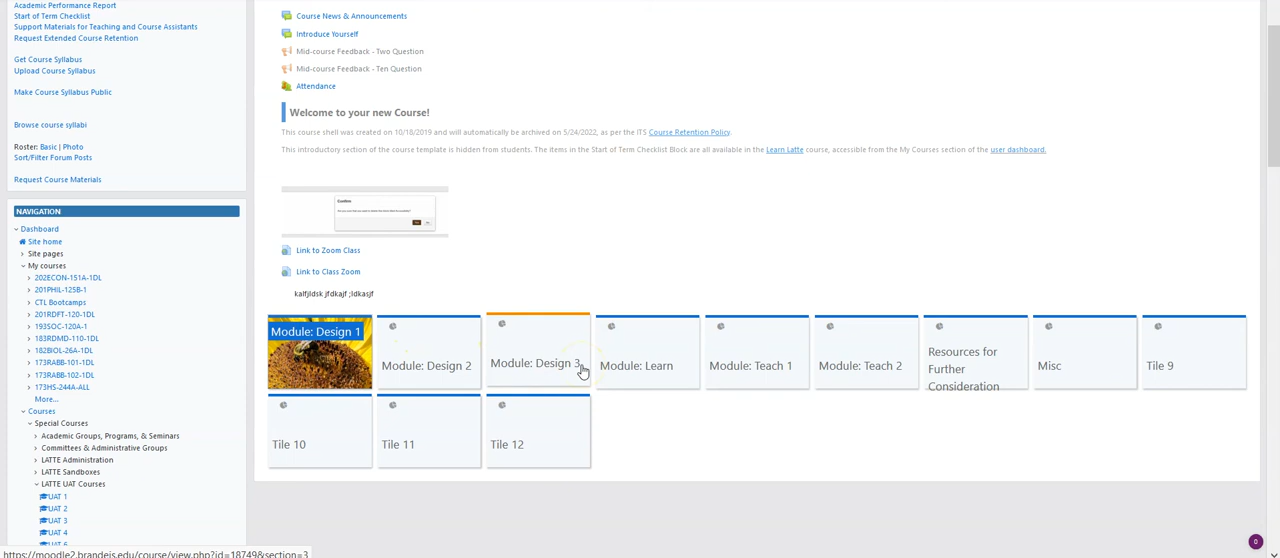 Academic Performance Report
Start of Term Checklist
Support Materials for Teaching and Course Assistants
Request Extended Course Retention
Get Course Syllabus
Upload Course Syllabus
Make Course Syllabus Public
Browse course syllabi
Roster: Basic | Photo
Sort/Filter Forum Posts
Request Course Materials
NAVIGATION
Dashboard
Site home
Site pages
My courses
202ECON-151A-1DL
201PHIL-125B-1
CTL Bootcamps
201RDFT-120-1DL
193SOC-120A-1
183RDMD-110-1DL
182BIOL-26A-1DL
173RABB-101-1DL
173RABB-102-1DL
173HS-244A-ALL
More...
Courses
Special Courses
Academic Groups, Programs, & Seminars
Committees & Administrative Groups
LATTE Administration
LATTE Sandboxes
LATTE UAT Courses
UAT 1
UAT 2
UAT 3
UAT 4
https://moodle2.brandeis.edu/course/view.php?id=18749&section=3
Course News & Announcements
Introduce Yourself
Mid-course Feedback - Two Question
Mid-course Feedback - Ten Question
Attendance
Welcome to your new Course!
This course shell was created on 10/18/2019 and will automatically be archived on 5/24/2022, as per the ITS Course Retention Policy.
This introductory section of the course template is hidden from students. The items in the Start of Term Checklist Block are all available in the Learn Latte course, accessible from the My Courses section of the user dashboard.
Confirm
Link to Zoom Class
Link to Class Zoom
kalfjldsk jfdkajf ;ldkasjf
Module: Design 1
Module: Design 2
Module: Design 3
Module: Learn
Module: Teach 1
Module: Teach 2
Resources for
Further
Consideration
Misc
Tile 9
Tile 10
Tile 11
Tile 12
0